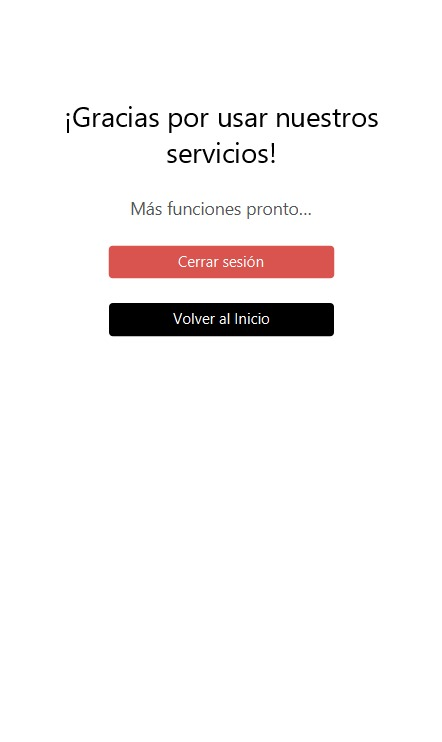 ¡Gracias por usar nuestros
servicios!
Más funciones pronto...
Cerrar sesión
Volver al Inicio